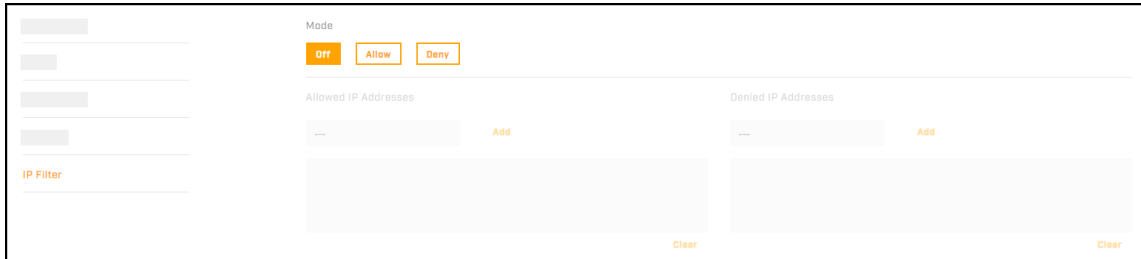 Mode
Off Allow Deny
Allowed IP Addresses Denied IP Addresses
--- Add --- Add
IP Filter
Clear Clear